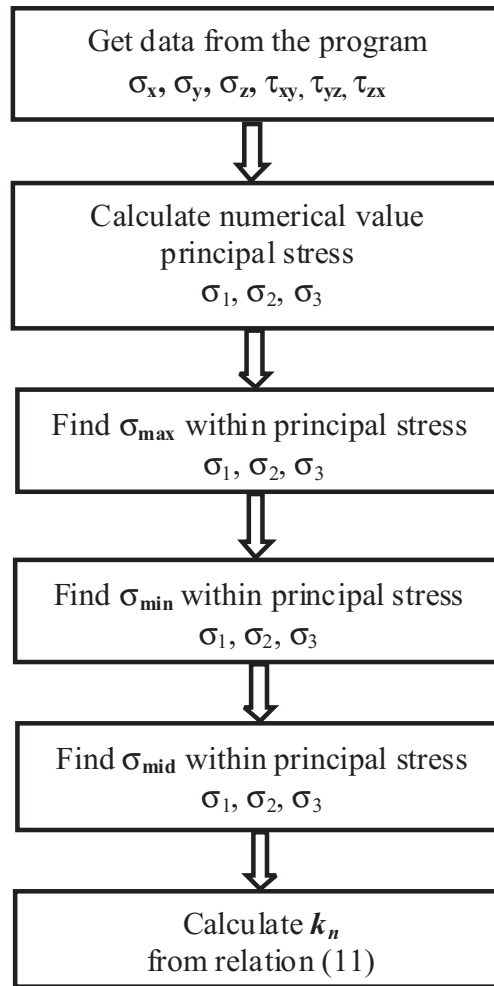 Get data from the program
σx, σy, σz, τxy, τyz, τzx
Calculate numerical value
principal stress
σ1, σ2, σ3
Find σmax within principal stress
σ1, σ2, σ3
Find σmin within principal stress
σ1, σ2, σ3
Find σmid within principal stress
σ1, σ2, σ3
Calculate kn
from relation (11)